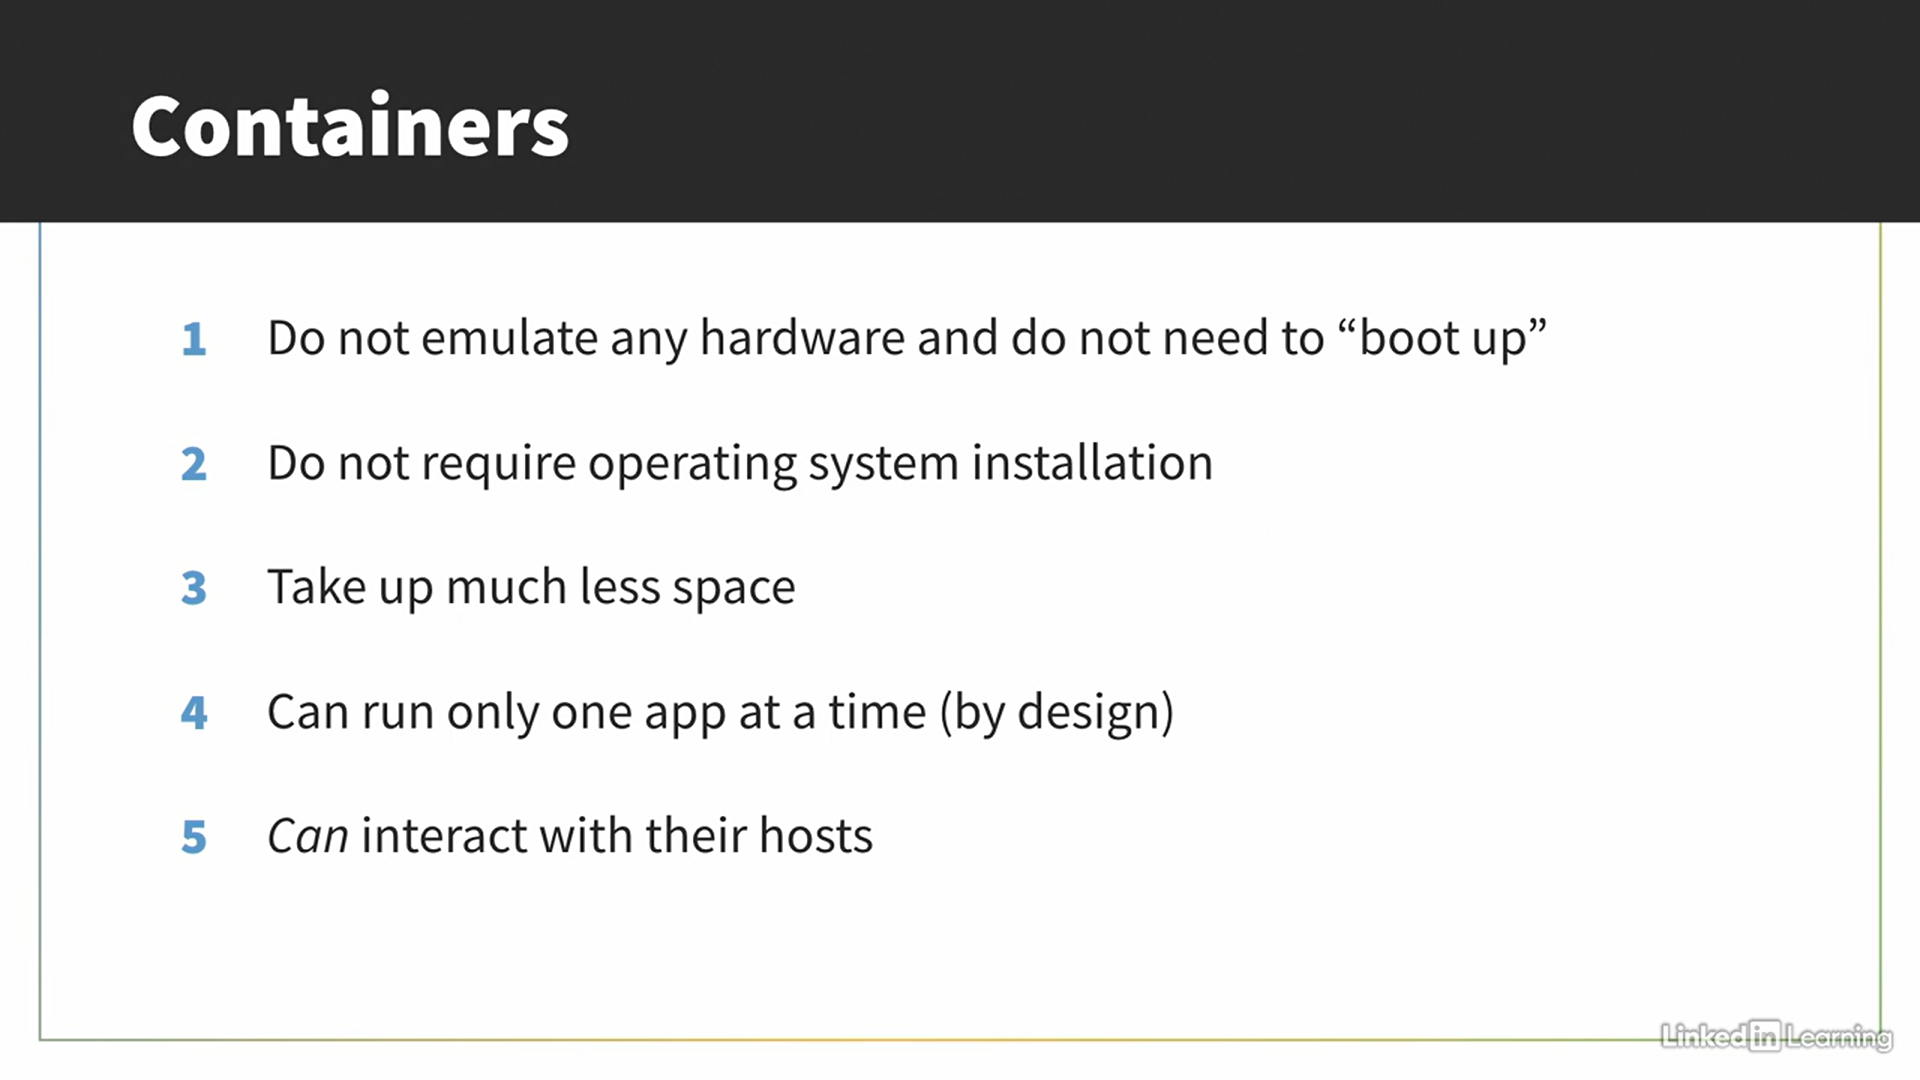 Containers
1 Do not emulate any hardware and do not need to “boot up”
2 Do not require operating system installation
3 Take up much less space
4 Can run only one app at a time (by design)
5 Can interact with their hosts
Linked in Learning